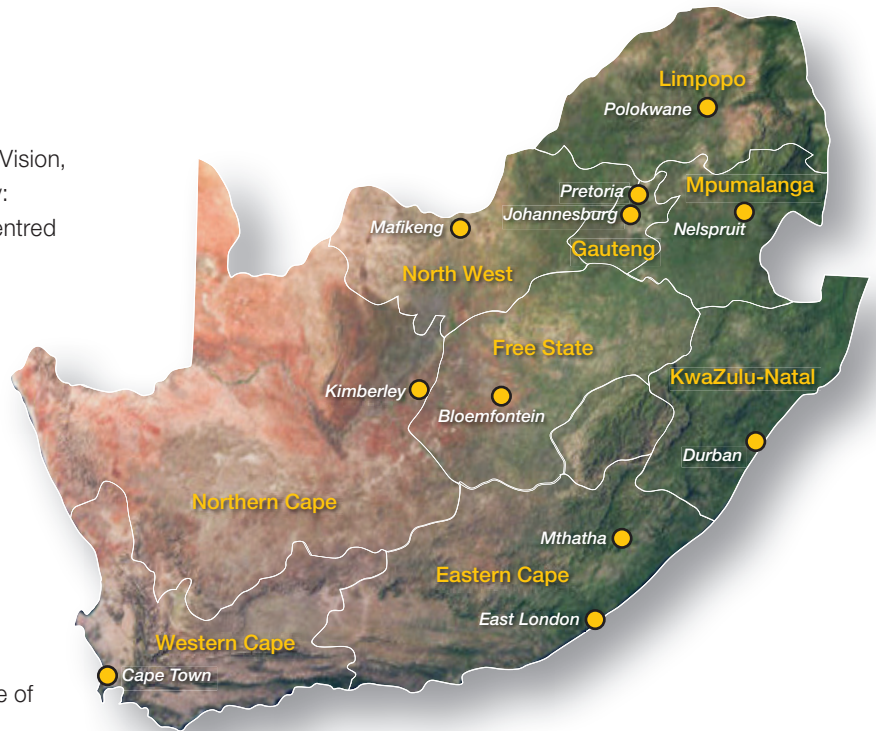 Limpopo
Polokwane
Vision,
Pretoria
Mpumalanga
Johannesburg
entred
Mafikeng
Nelspruit
Gauteng
North West
Free State
KwaZulu-Natal
Kimberley
Bloemfontein
Durban
Northern Cape
Mthatha
Eastern Cape
East London
Western Cape
Cape Town
e of